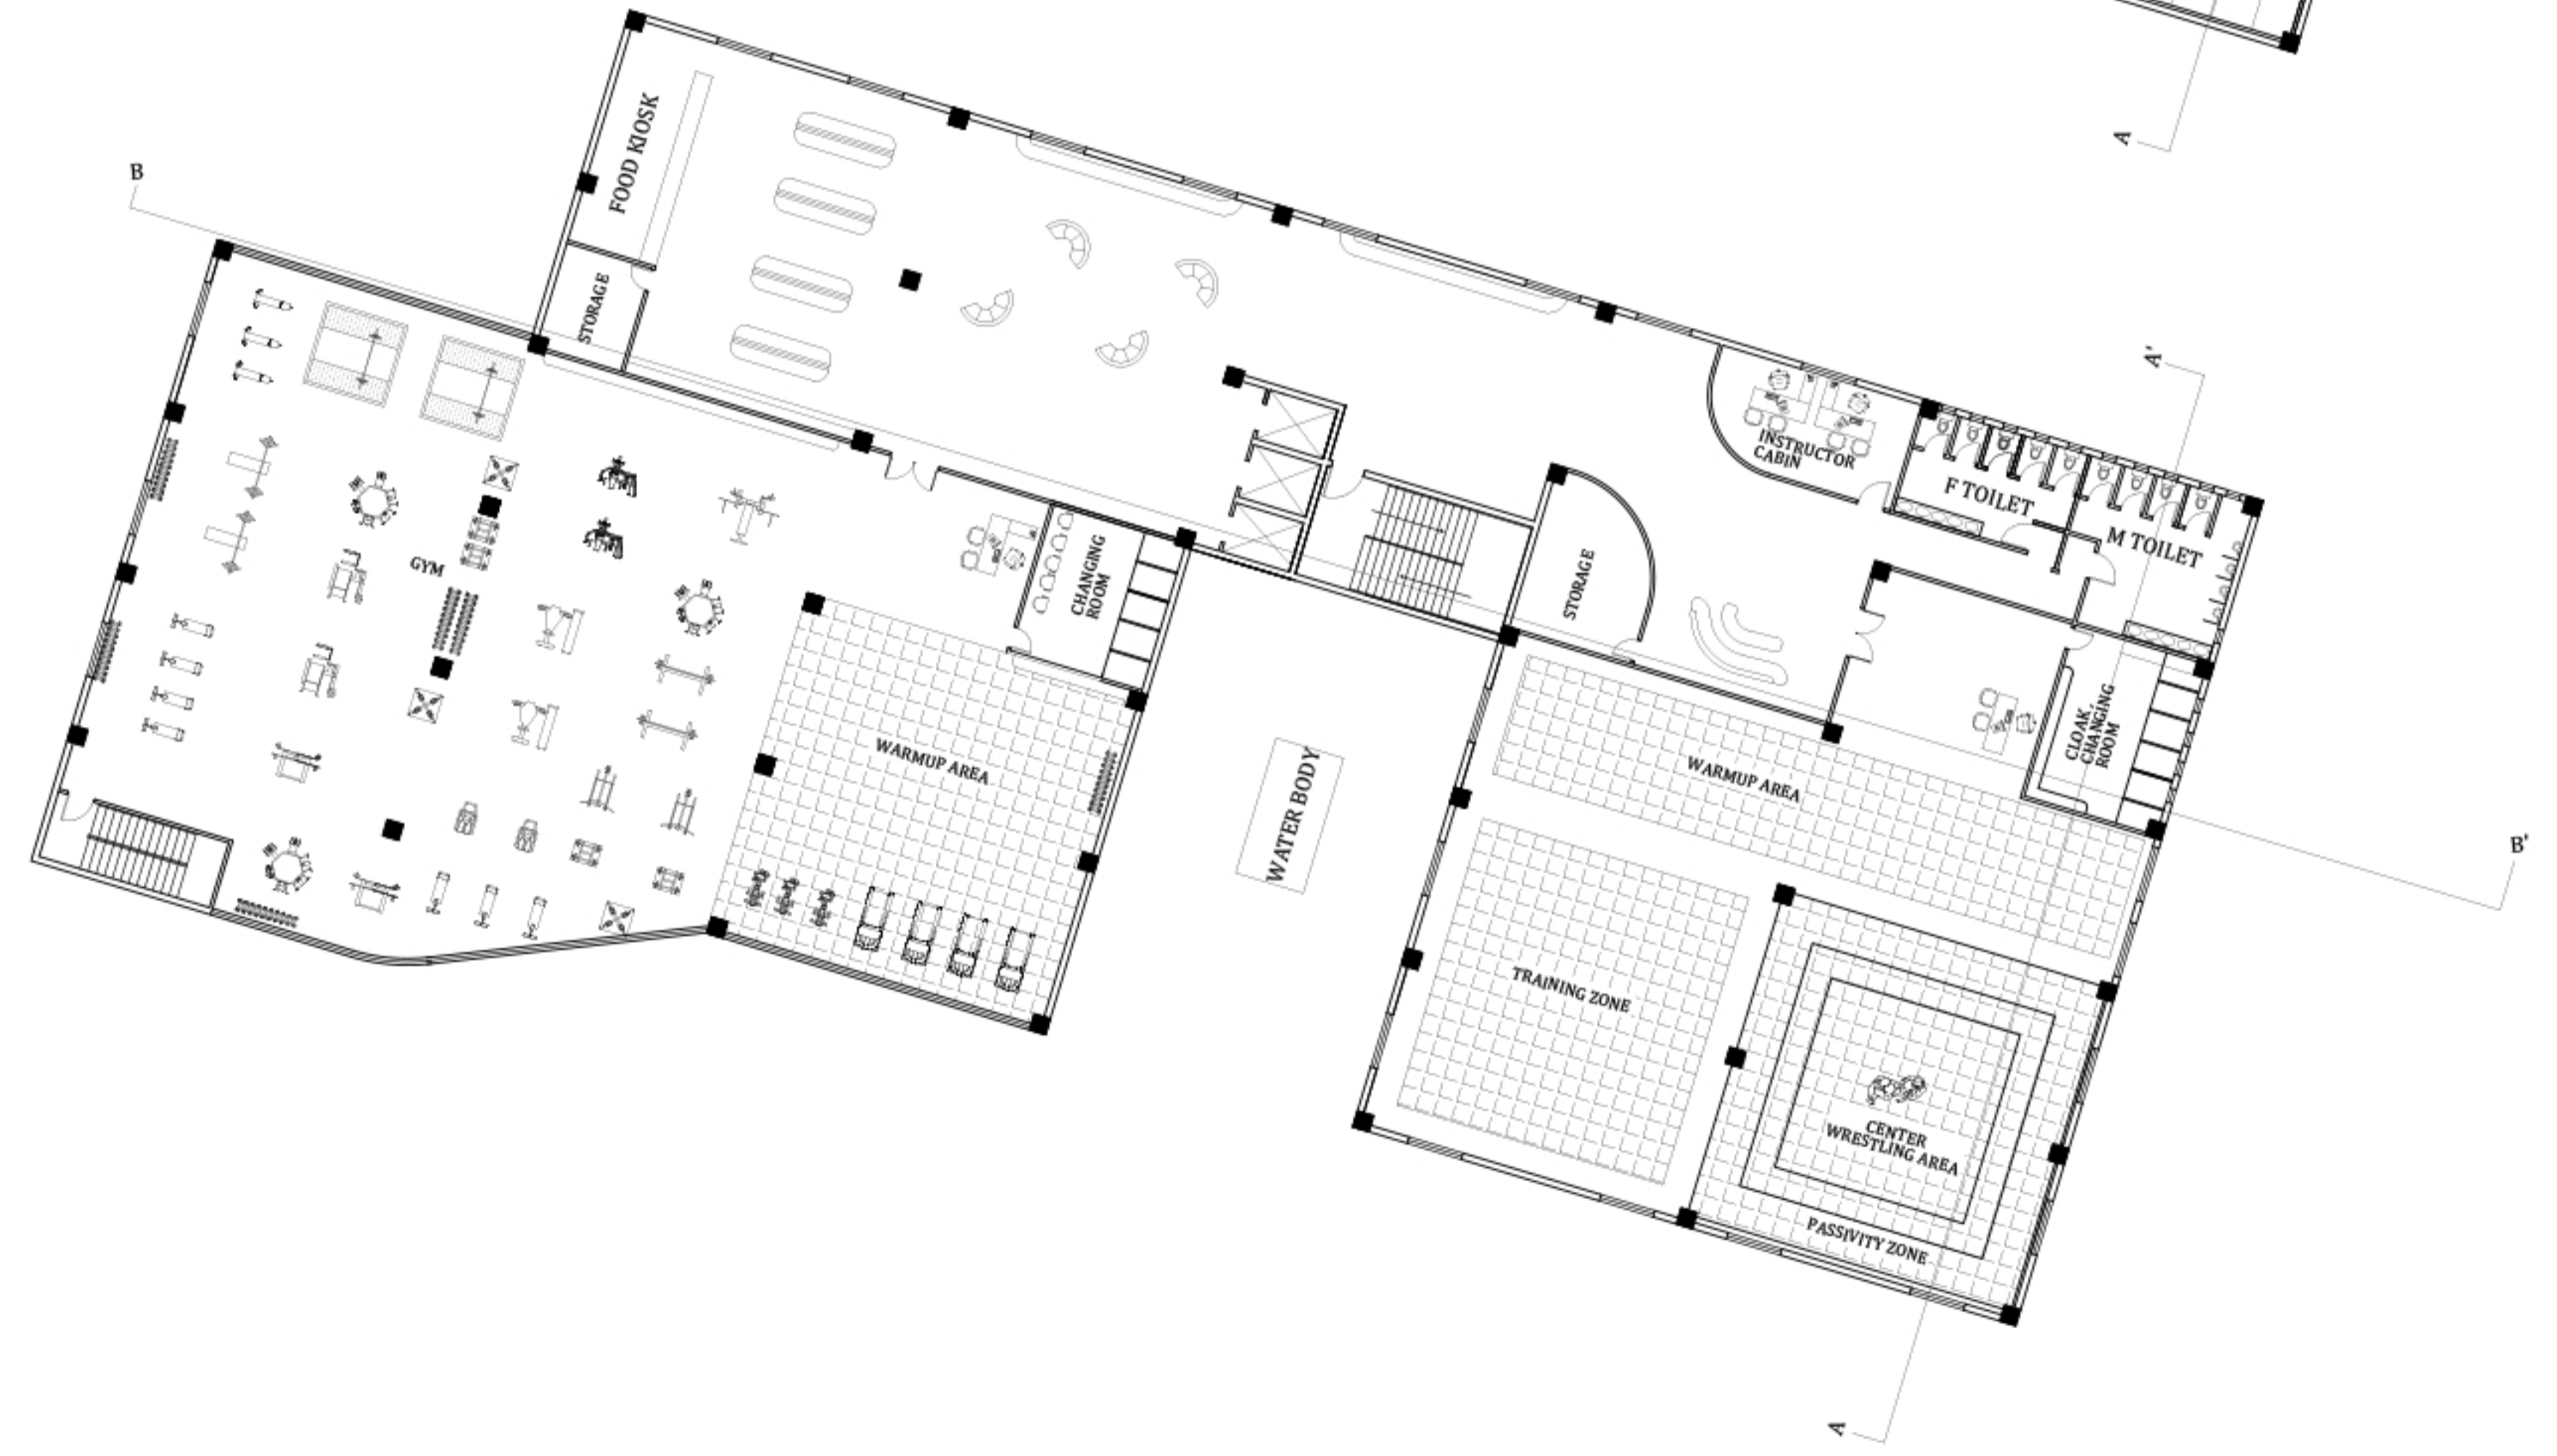 A
B
FOOD KIOSK
STORAGE
A'
INSTRUCTOR
CABIN
F TOILET
M TOILET
GYM
CHANGING
ROOM
STORAGE
CLOAK,
CHANGING
ROOM
WARMUP AREA
WATER BODY
WARMUP AREA
B'
TRAINING ZONE
CENTER
WRESTLING AREA
PASSIVITY ZONE
A